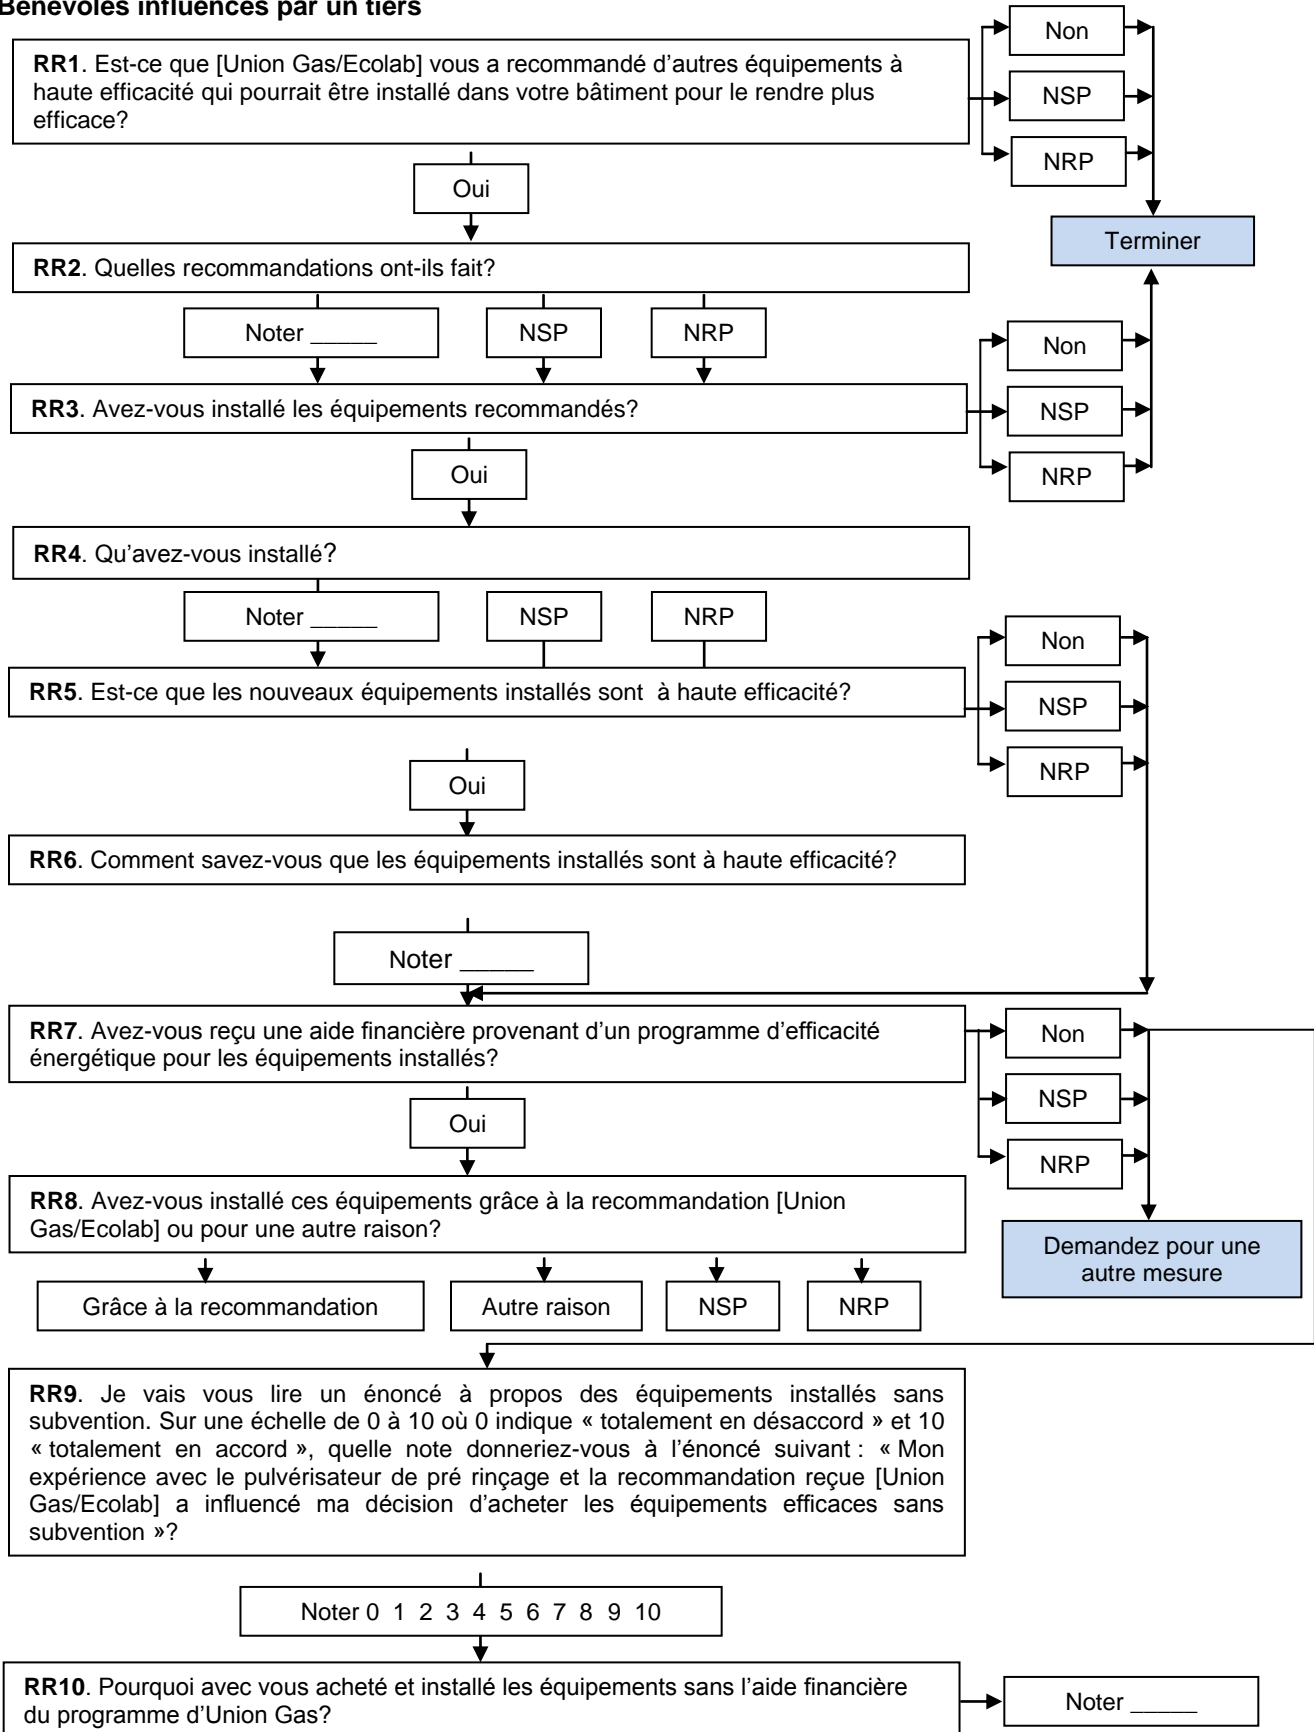 Bénévoles influencés par un tiers
RR1. Est-ce que [Union Gas/Ecolab] vous a recommandé d’autres équipements à
haute efficacité qui pourrait être installé dans votre bâtiment pour le rendre plus
efficace?
Non
NSP
NRP
Oui
Terminer
RR2. Quelles recommandations ont-ils fait?
Noter _____
NSP
NRP
RR3. Avez-vous installé les équipements recommandés?
Non
NSP
NRP
Oui
RR4. Qu’avez-vous installé?
Noter _____
NSP
NRP
RR5. Est-ce que les nouveaux équipements installés sont à haute efficacité?
Non
NSP
NRP
Oui
RR6. Comment savez-vous que les équipements installés sont à haute efficacité?
Noter _____
RR7. Avez-vous reçu une aide financière provenant d’un programme d’efficacité
énergétique pour les équipements installés?
Non
NSP
NRP
Oui
RR8. Avez-vous installé ces équipements grâce à la recommandation [Union
Gas/Ecolab] ou pour une autre raison?
Demandez pour une
autre mesure
Grâce à la recommandation
Autre raison
NSP
NRP
RR9. Je vais vous lire un énoncé à propos des équipements installés sans
subvention. Sur une échelle de 0 à 10 où 0 indique « totalement en désaccord » et 10
« totalement en accord », quelle note donneriez-vous à l’énoncé suivant : « Mon
expérience avec le pulvérisateur de pré rinçage et la recommandation reçue [Union
Gas/Ecolab] a influencé ma décision d’acheter les équipements efficaces sans
subvention »?
Noter 0 1 2 3 4 5 6 7 8 9 10
RR10. Pourquoi avec vous acheté et installé les équipements sans l’aide financière
du programme d’Union Gas?
Noter _____